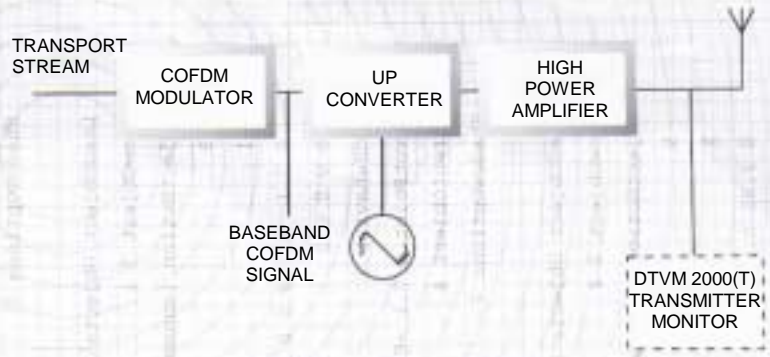 TRANSPORT
STREAM
COFDM
MODULATOR
UP
CONVERTER
HIGH
POWER
AMPLIFIER
BASEBAND
COFDM
SIGNAL
DTVM 2000(T)
TRANSMITTER
MONITOR